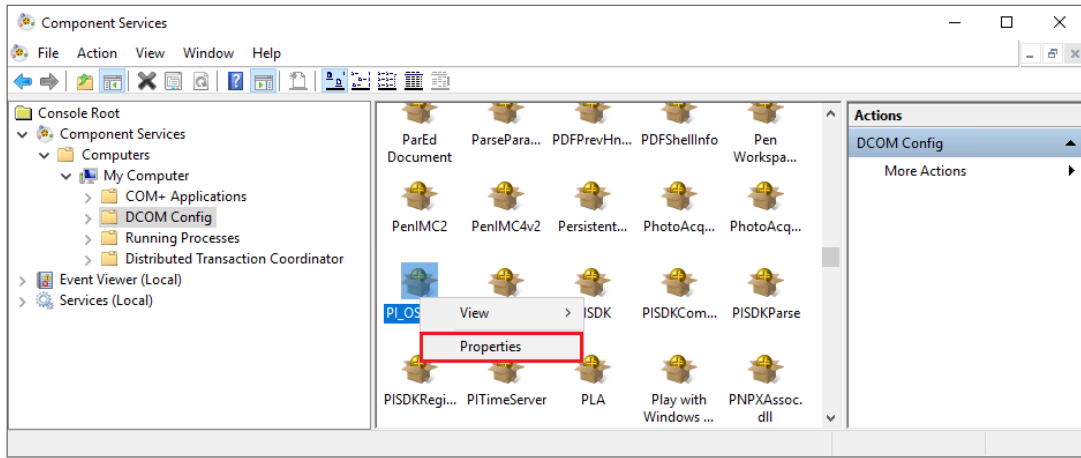 Component Services
File Action View Window Help
Console Root
Component Services
Computers
My Computer
COM+ Applications
DCOM Config
Running Processes
Distributed Transaction Coordinator
Event Viewer (Local)
Services (Local)
ParEd Document
ParsePara...
PDFPrevHn...
PDFShellInfo
Pen Workspa...
PenIMC2
PenIMC4v2
Persistent...
PhotoAcq...
PhotoAcq...
PI_OS
View
Properties
ISDK
PISDKCom...
PISDKParse
PISDKRegi...
PITimeServer
PLA
Play with Windows ...
PNPXAssoc. dll
Actions
DCOM Config
More Actions